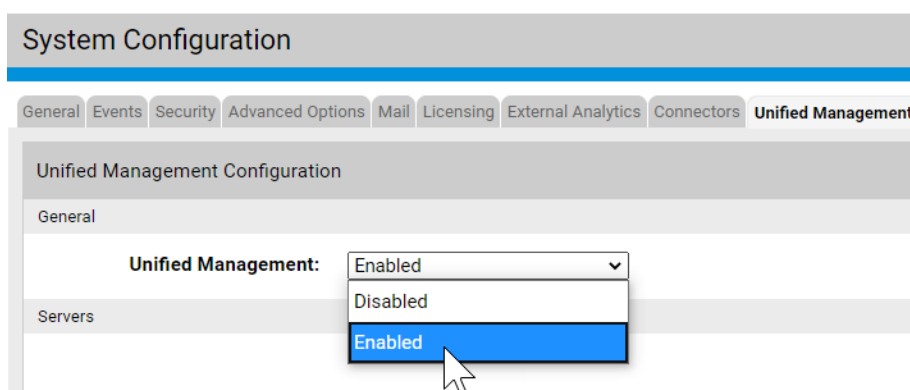 System Configuration
General Events Security Advanced Options Mail Licensing External Analytics Connectors Unified Management
Unified Management Configuration
General
Unified Management: Enabled
Disabled
Servers
Enabled